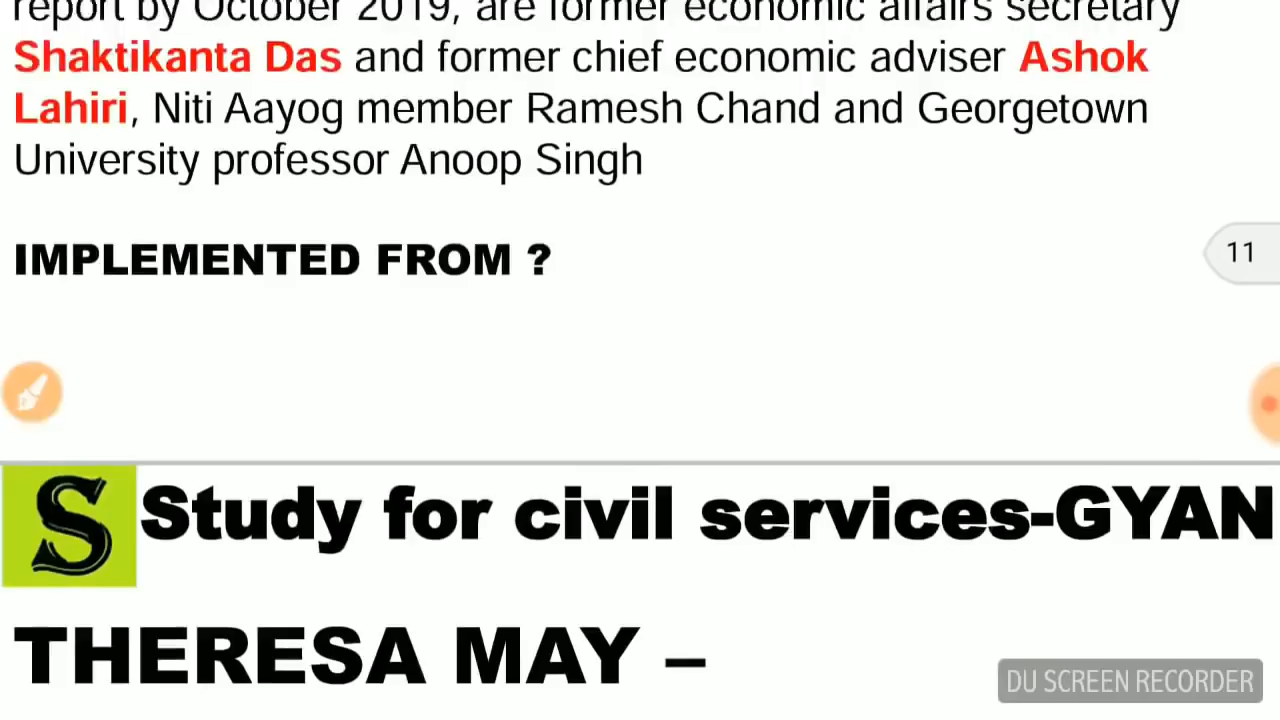 report by October 2019, are former economic affairs secretary
Shaktikanta Das and former chief economic adviser Ashok
Lahiri, Niti Aayog member Ramesh Chand and Georgetown
University professor Anoop Singh
IMPLEMENTED FROM ?
11
S Study for civil services-GYAN
THERESA MAY –
DU SCREEN RECORDER